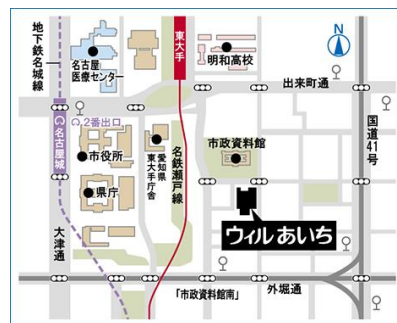 地下鉄名城線
名古屋
医療センター
東大手
明和高校
N
出来町通
名古屋城
2番出口
市役所
愛知県
東大手庁舎
名鉄瀬戸線
市政資料館
国道41号
県庁
ウィルあいち
大津通
「市政資料館南」
外堀通